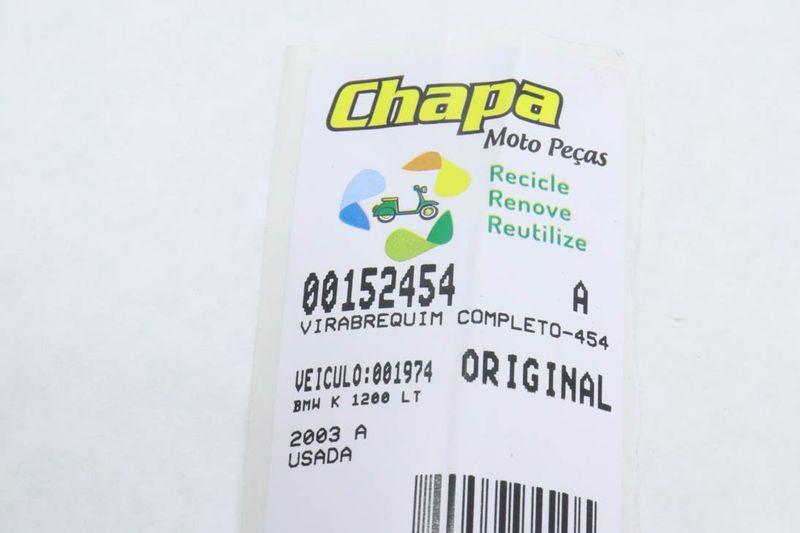 Chapa
Moto Peças
Recicle
Renove
Reutilize
00152454 A
VIRABREQUIM COMPLETO-454
VEICULO:001974 ORIGINAL
BMW K 1200 LT
2003 A
USADA